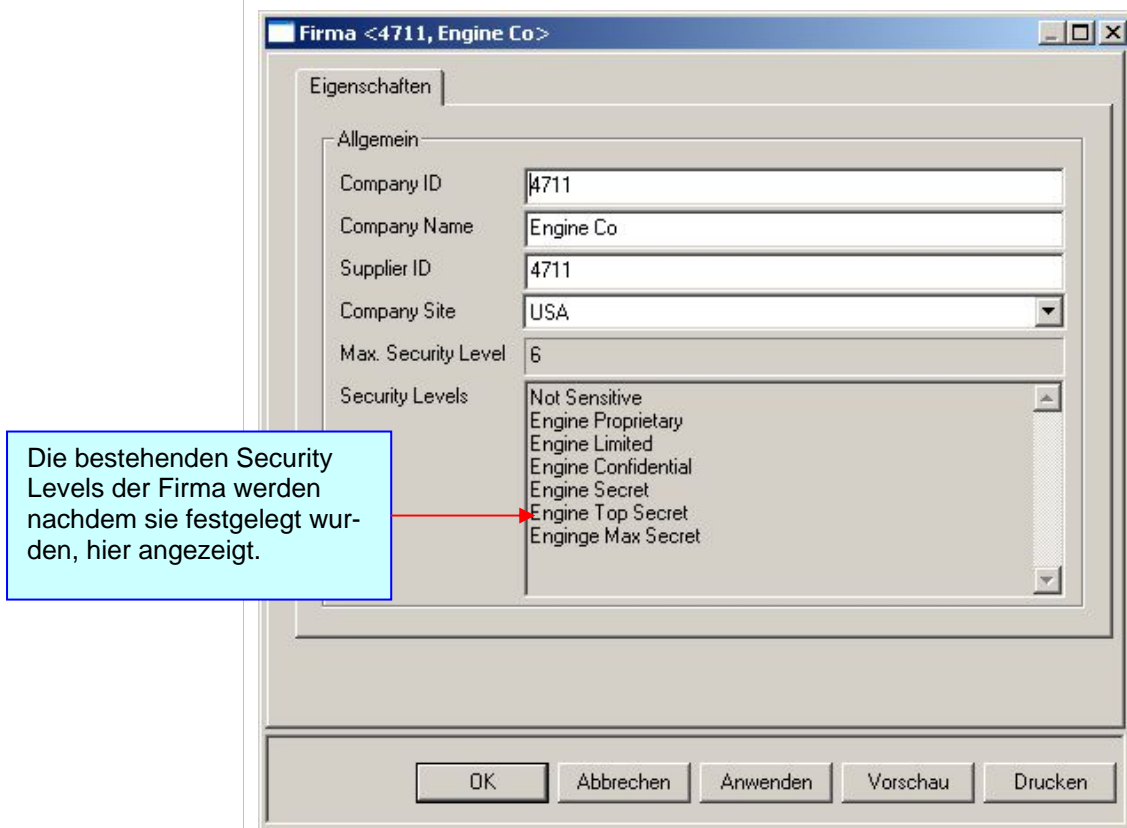 Firma <4711, Engine Co>
Eigenschaften
Allgemein
Company ID 4711
Company Name Engine Co
Supplier ID 4711
Company Site USA
Max. Security Level 6
Security Levels Not Sensitive
Engine Proprietary
Engine Limited
Engine Confidential
Engine Secret
Engine Top Secret
Enginge Max Secret
Die bestehenden Security
Levels der Firma werden
nachdem sie festgelegt wur-
den, hier angezeigt.
OK Abbrechen Anwenden Vorschau Drucken